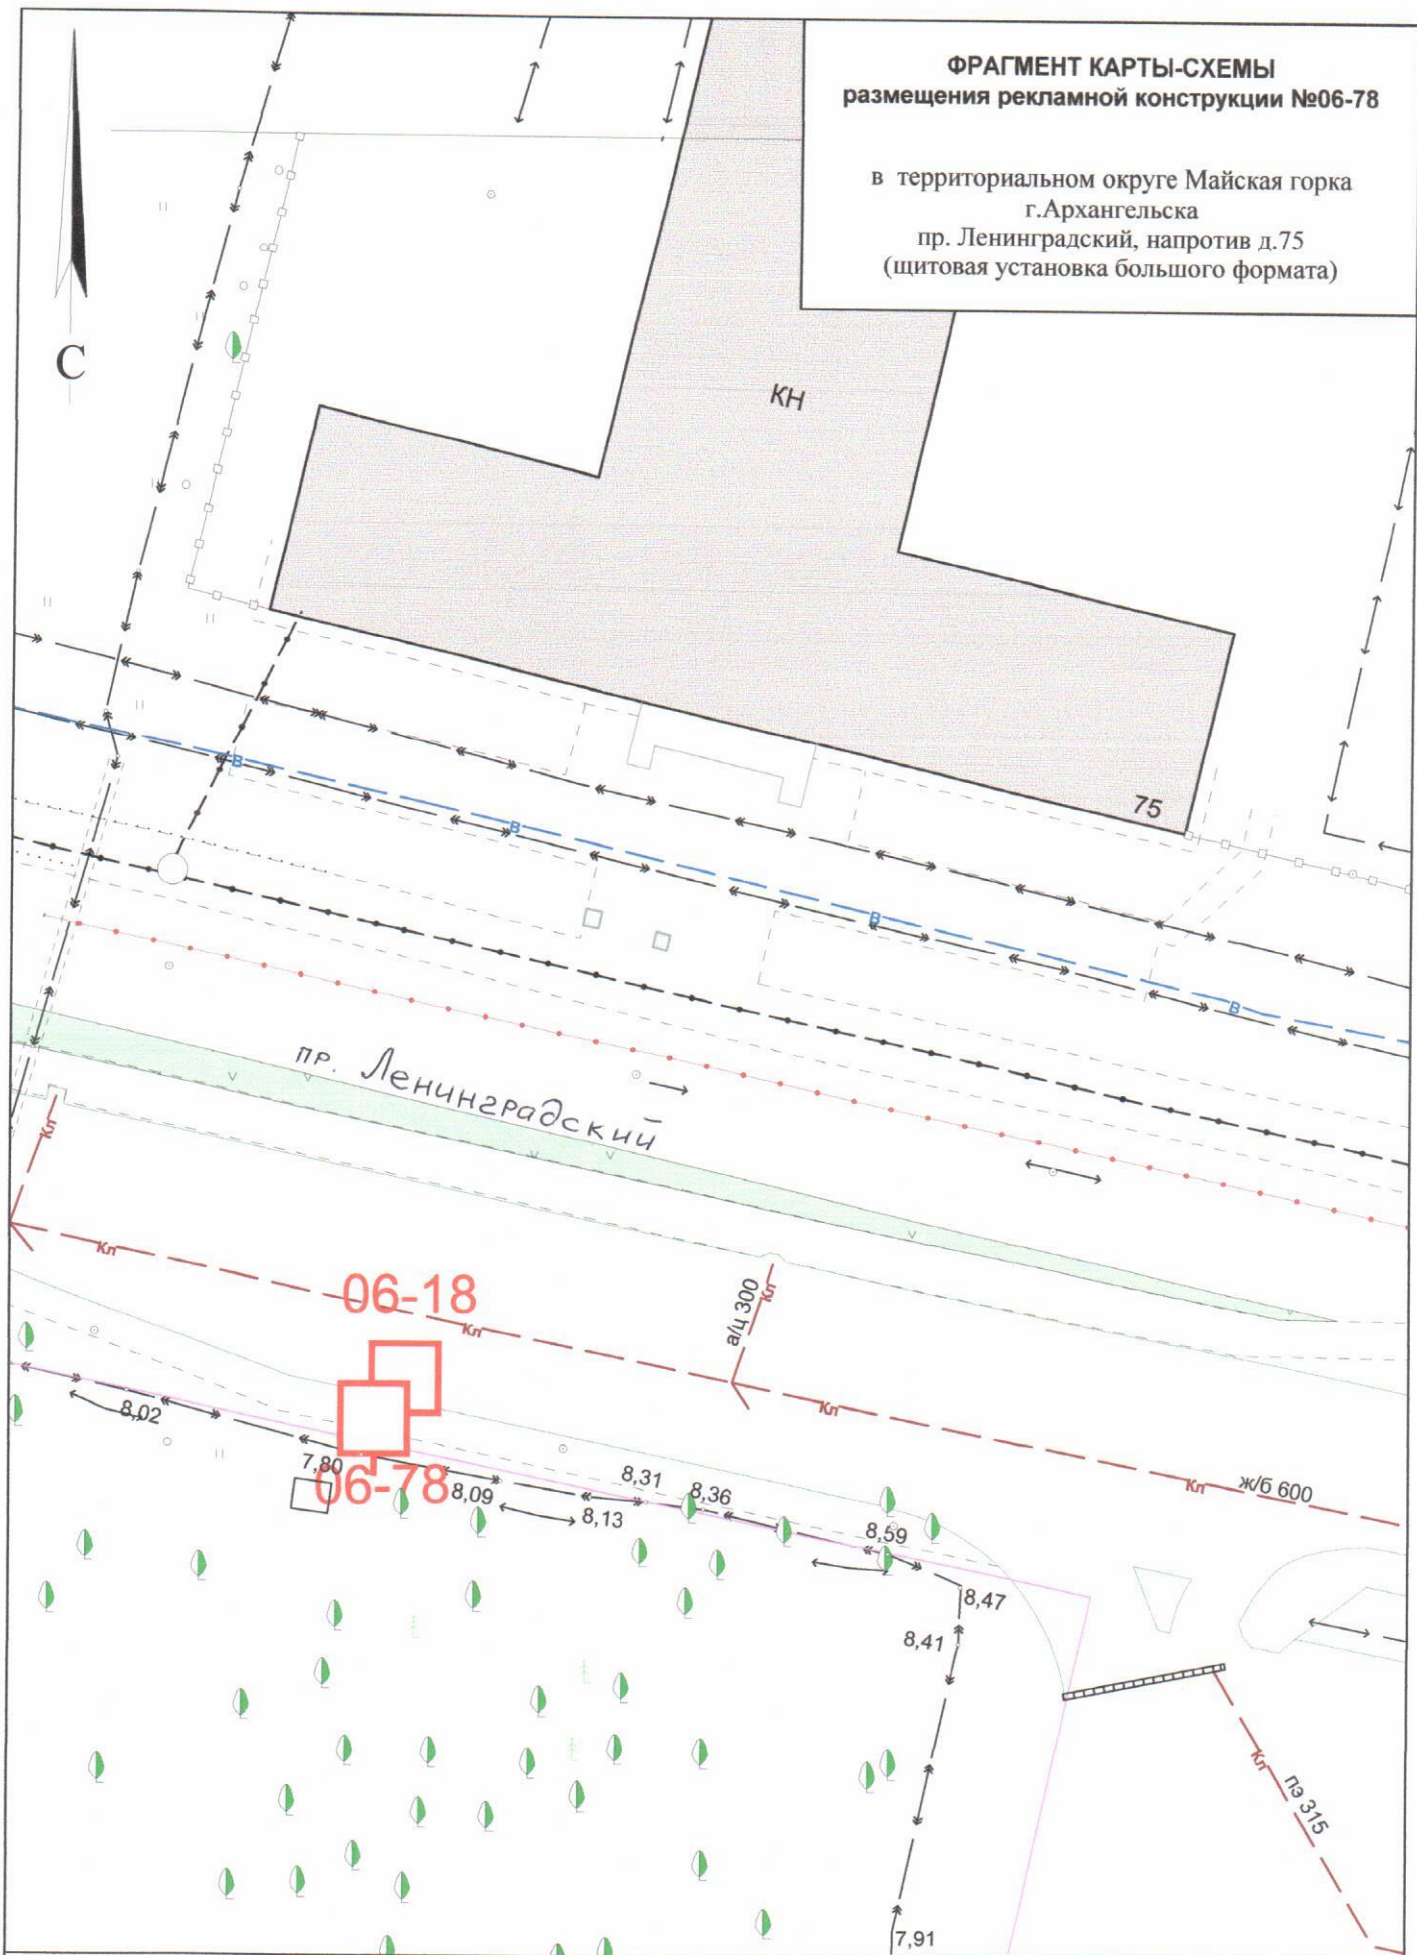 ФРАГМЕНТ КАРТЫ-СХЕМЫ
размещения рекламной конструкции №06-78
в территориальном округе Майская горка
г.Архангельска
пр. Ленинградский, напротив д.75
(щитовая установка большого формата)
С
КН
75
В
В
В
В
пр. Ленинградский
Кл
Кл
06-18
Кл
а/ц 300
Кл
Кл
Кл
ж/б 600
8,02
7,80
06-78
8,09
8,13
8,31
8,36
8,59
8,47
8,41
Кл
пэ 315
7,91